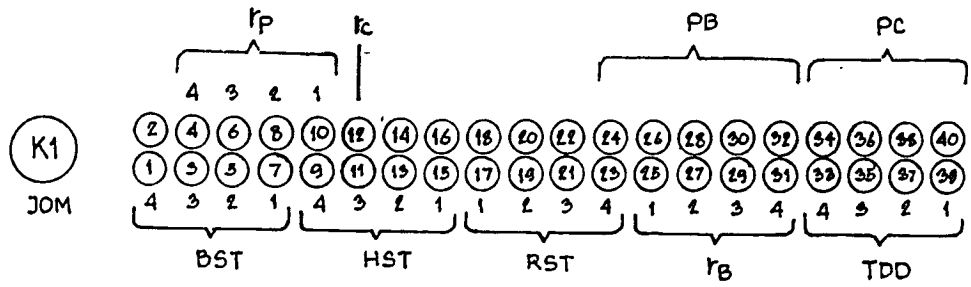 rP rC PB PC
4 3 2 1
K1 2 4 6 8 10 12 14 16 18 20 22 24 26 28 30 32 34 36 38 40
1 3 5 7 9 11 13 15 17 19 21 23 25 27 29 31 33 35 37 39
JOM 4 3 2 1 4 3 2 1 1 2 3 4 1 2 3 4 4 3 2 1
BST HST RST rB TDD